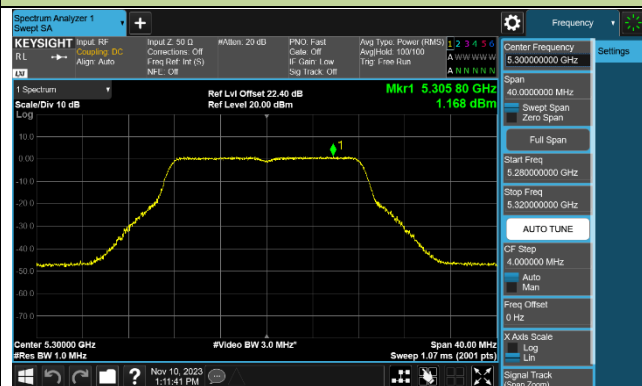 Spectrum Analyzer 1
Swept SA
Frequency
KEYSIGHT Input: RF
Input Z: 50 Ω
#Atten: 20 dB
PNO: Fast
Avg Type: Power (RMS) 1 2 3 4 5 6
RL
Coupling: DC
Corrections: Off
Gate: Off
Avg|Hold: 100/100
A W W W W W
Align: Auto
Freq Ref: Int (S)
IF Gain: Low
Trig: Free Run
NFE: Off
Sig Track: Off
A N N N N N
LXI
Center Frequency
5.300000000 GHz
Settings
Span
40.0000000 MHz
Swept Span
Zero Span
Full Span
Start Freq
5.280000000 GHz
Stop Freq
5.320000000 GHz
AUTO TUNE
CF Step
4.000000 MHz
Auto
Man
Freq Offset
0 Hz
X Axis Scale
Log
Lin
Signal Track
(Span Zoom)
1 Spectrum
Scale/Div 10 dB
Log
Ref Lvl Offset 22.40 dB
Ref Level 20.00 dBm
Mkr1 5.305 80 GHz
1.168 dBm
10.0
0.00
-10.0
-20.0
-30.0
-40.0
-50.0
-60.0
-70.0
1
Center 5.30000 GHz
#Video BW 3.0 MHz*
Span 40.00 MHz
#Res BW 1.0 MHz
Sweep 1.07 ms (2001 pts)
Nov 10, 2023
1:11:41 PM